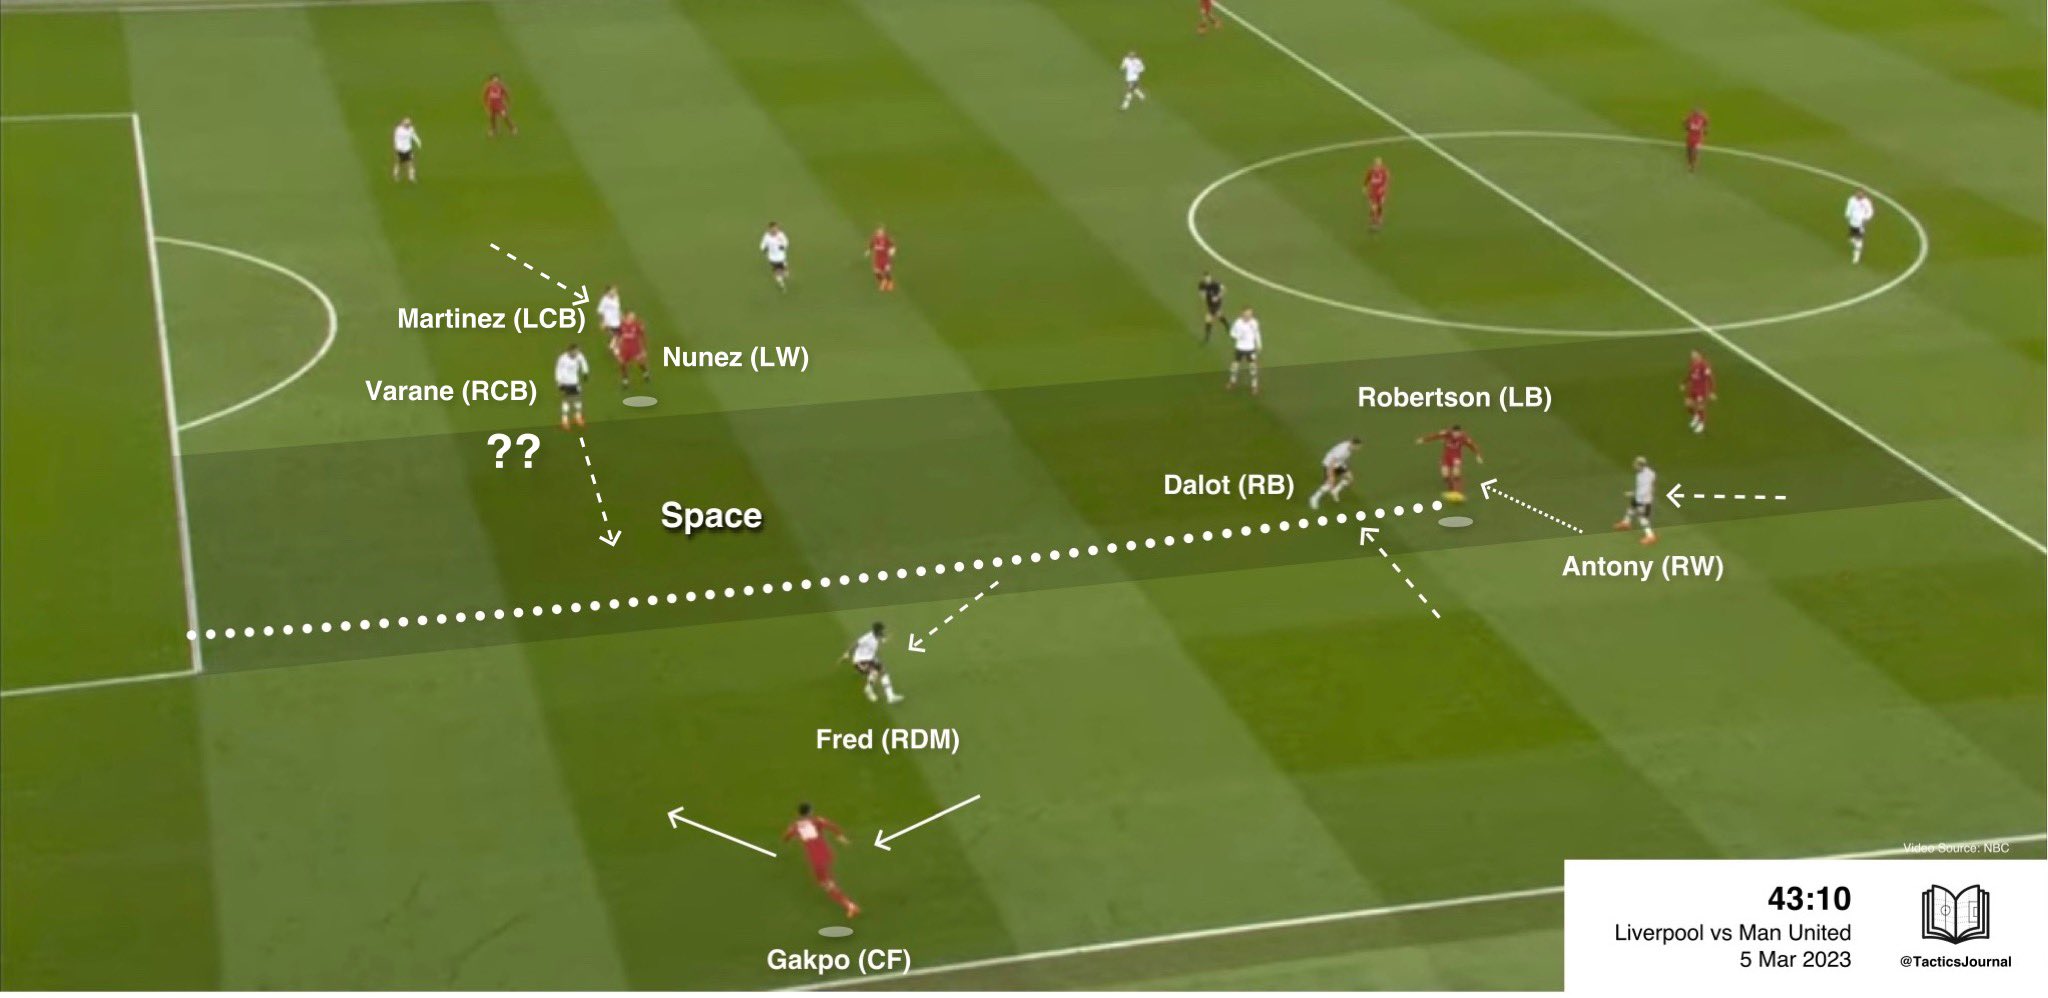 Martinez (LCB)
Nunez (LW)
Varane (RCB)
??
Robertson (LB)
Dalot (RB)
Space
Antony (RW)
Fred (RDM)
Gakpo (CF)
Video Source: NBC
43:10
Liverpool vs Man United
5 Mar 2023
@TacticsJournal